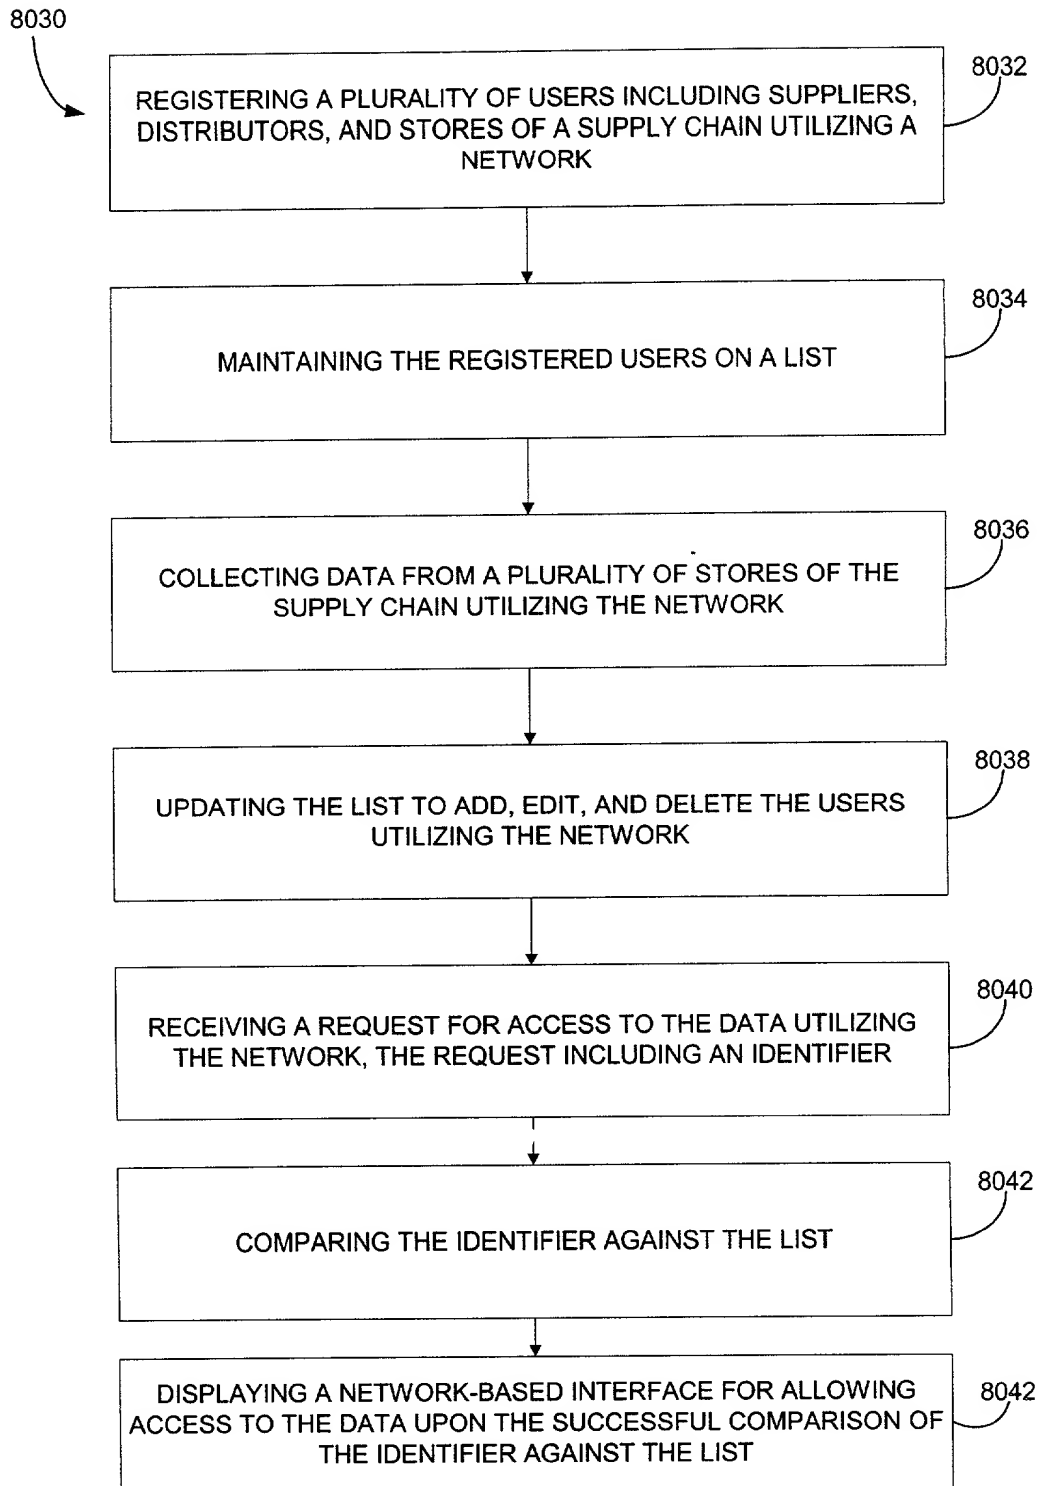 8030
8032
REGISTERING A PLURALITY OF USERS INCLUDING SUPPLIERS,
DISTRIBUTORS, AND STORES OF A SUPPLY CHAIN UTILIZING A
NETWORK
8034
MAINTAINING THE REGISTERED USERS ON A LIST
8036
COLLECTING DATA FROM A PLURALITY OF STORES OF THE
SUPPLY CHAIN UTILIZING THE NETWORK
8038
UPDATING THE LIST TO ADD, EDIT, AND DELETE THE USERS
UTILIZING THE NETWORK
8040
RECEIVING A REQUEST FOR ACCESS TO THE DATA UTILIZING
THE NETWORK, THE REQUEST INCLUDING AN IDENTIFIER
8042
COMPARING THE IDENTIFIER AGAINST THE LIST
8042
DISPLAYING A NETWORK-BASED INTERFACE FOR ALLOWING
ACCESS TO THE DATA UPON THE SUCCESSFUL COMPARISON OF
THE IDENTIFIER AGAINST THE LIST